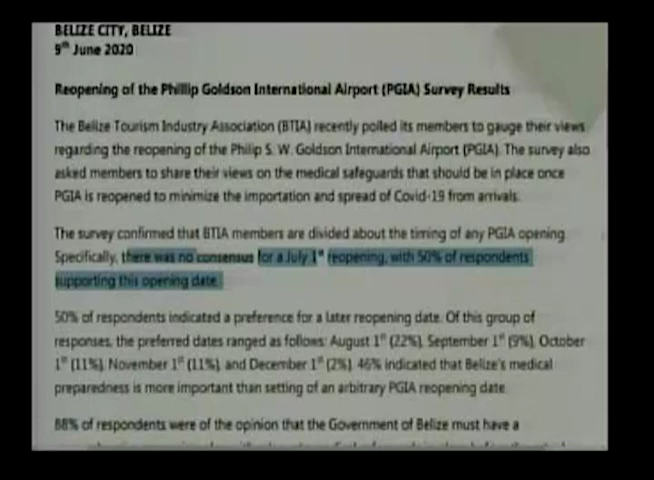 BELIZE CITY, BELIZE
9th June 2020
Reopening of the Phillip Goldson International Airport (PGIA) Survey Results
The Belize Tourism Industry Association (BTIA) recently polled its members to gauge their views
regarding the reopening of the Philip S. W. Goldson International Airport (PGIA). The survey also
asked members to share their views on the medical safeguards that should be in place once
PGIA is reopened to minimize the importation and spread of Covid-19 from arrivals.
The survey confirmed that BTIA members are divided about the timing of any PGIA opening.
Specifically, there was no consensus for a July 1st reopening, with 50% of respondents
supporting this opening date.
50% of respondents indicated a preference for a later reopening date. Of this group of
responses, the preferred dates ranged as follows: August 1st (22%), September 1st (9%), October
1st (11%), November 1st (11%), and December 1st (2%). 46% indicated that Belize's medical
preparedness is more important than setting of an arbitrary PGIA reopening date.
88% of respondents were of the opinion that the Government of Belize must have a